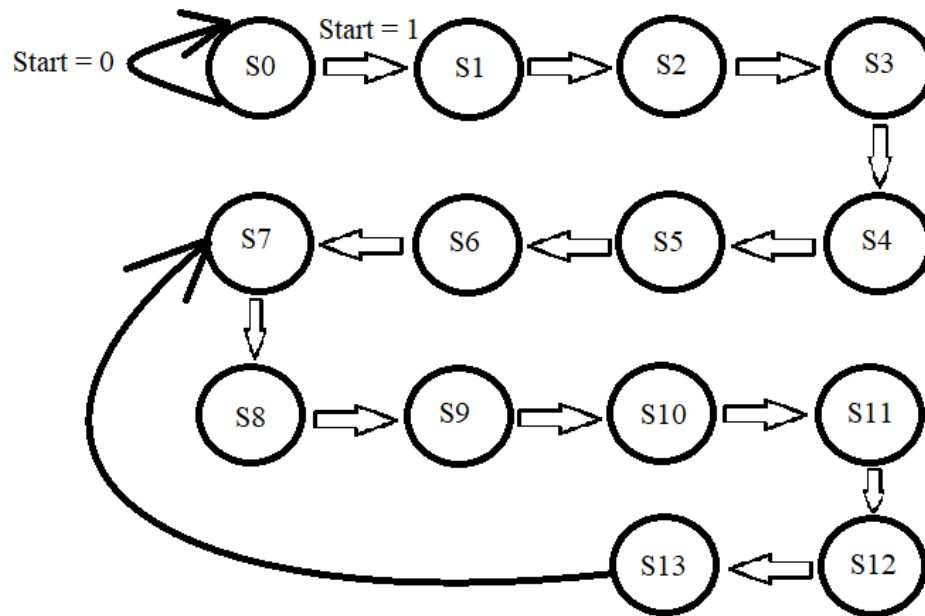 Start = 0
S0
Start = 1
S1
S2
S3
S7
S6
S5
S4
S8
S9
S10
S11
S13
S12